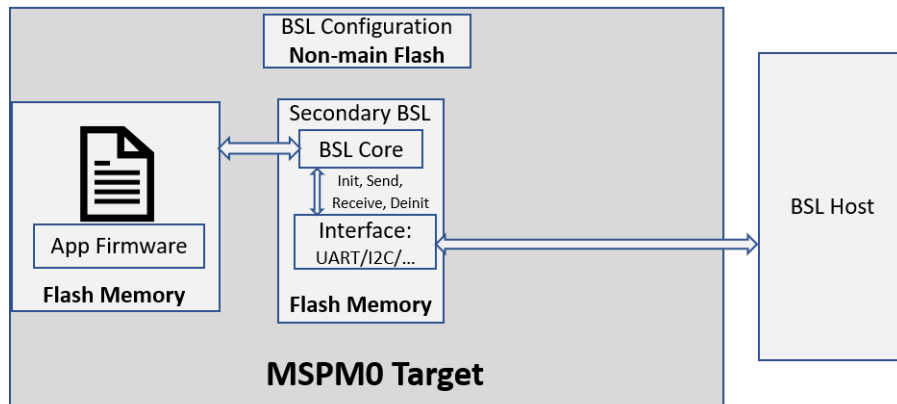 BSL Configuration
Non-main Flash
Secondary BSL
BSL Core
Init, Send,
Receive, Deinit
Interface:
UART/I2C/...
Flash Memory
App Firmware
Flash Memory
BSL Host
MSPM0 Target